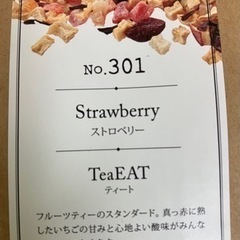 No.301
Strawberry
ストロベリー
TeaEAT
ティート
フルーツティーのスタンダード。真っ赤に熟
したいちごの甘みと心地よい酸味がみんな